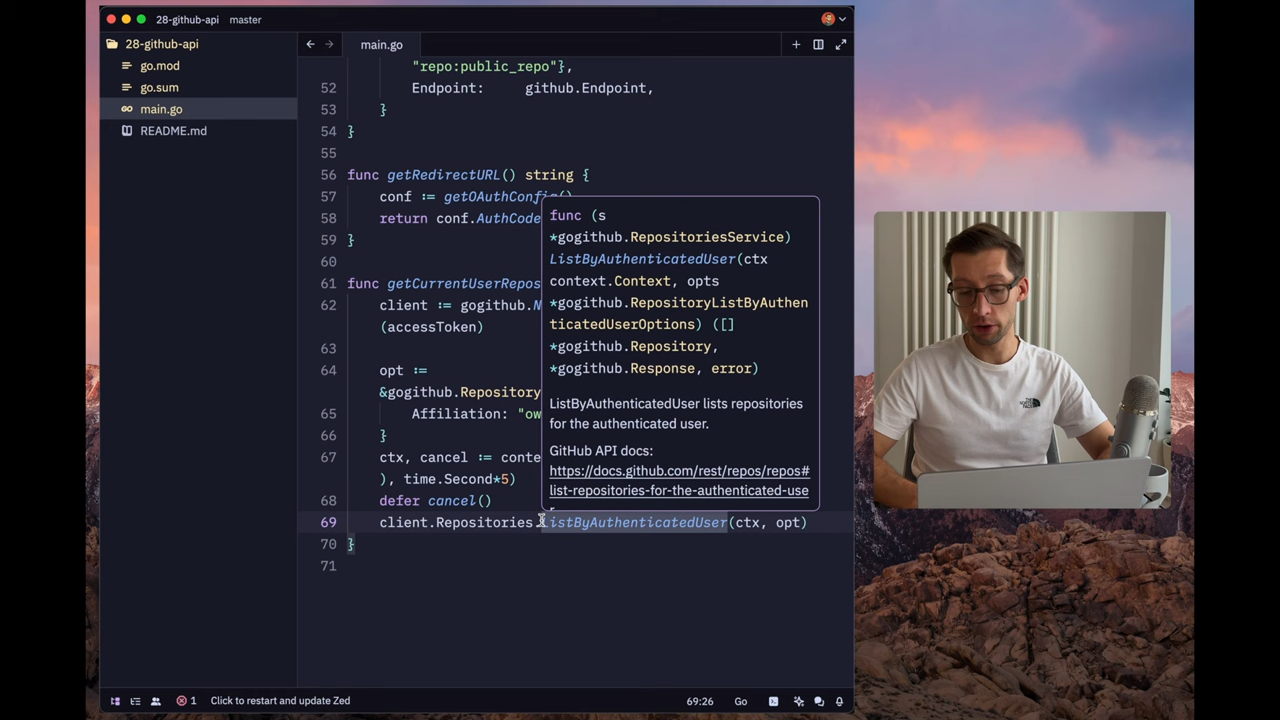 28-github-api master
28-github-api
go.mod
go.sum
main.go
README.md
main.go
"repo:public_repo"},
52 Endpoint: github.Endpoint,
53 }
54 }
55
56 func getRedirectURL() string {
57 conf := getOAuthConfig()
58 return conf.AuthCode
59 }
60
61 func getCurrentUserRepos
62 client := gogithub.N
(accessToken)
63
64 opt :=
&gogithub.Repository
65 Affiliation: "ow
66 }
67 ctx, cancel := conte
), time.Second*5)
68 defer cancel()
69 client.Repositories.ListByAuthenticatedUser(ctx, opt)
70 }
71
func (s
*gogithub.RepositoriesService)
ListByAuthenticatedUser(ctx
context.Context, opts
*gogithub.RepositoryListByAuthen
ticatedUserOptions) ([]
*gogithub.Repository,
*gogithub.Response, error)
ListByAuthenticatedUser lists repositories
for the authenticated user.
GitHub API docs:
https://docs.github.com/rest/repos/repos#
list-repositories-for-the-authenticated-use
r
1 Click to restart and update Zed
69:26 Go